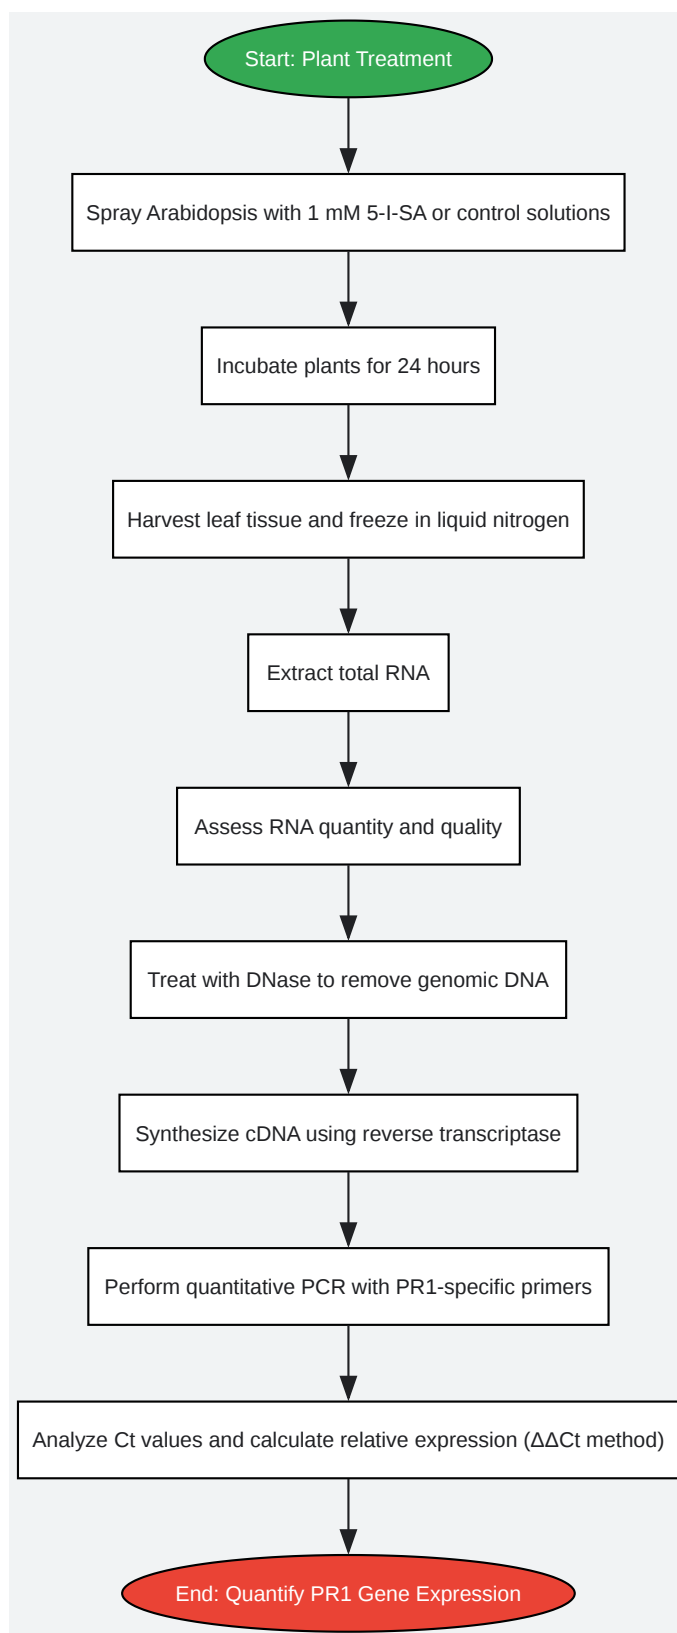 Start: Plant Treatment
Spray Arabidopsis with 1 mM 5-I-SA or control solutions
Incubate plants for 24 hours
Harvest leaf tissue and freeze in liquid nitrogen
Extract total RNA
Assess RNA quantity and quality
Treat with DNase to remove genomic DNA
Synthesize cDNA using reverse transcriptase
Perform quantitative PCR with PR1-specific primers
Analyze Ct values and calculate relative expression (ΔΔCt method)
End: Quantify PR1 Gene Expression